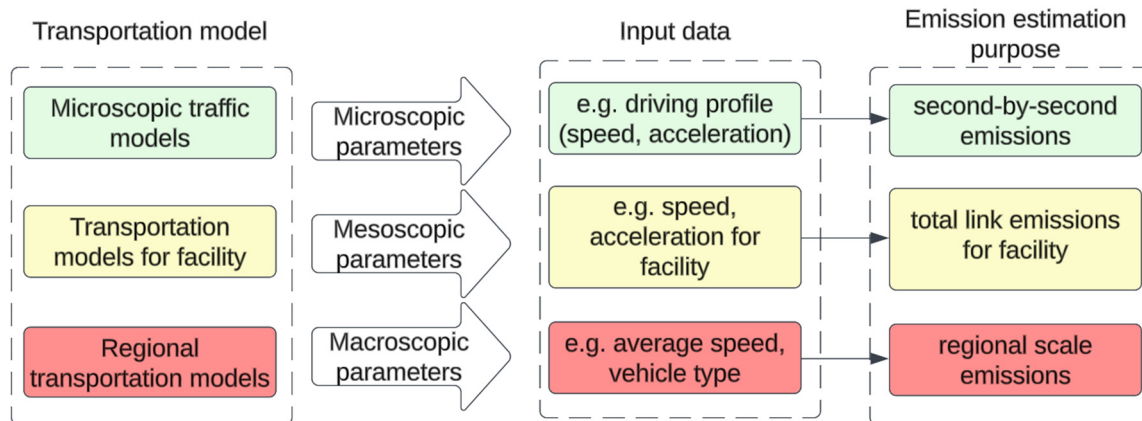 Transportation model
Input data
Emission estimation
purpose
Microscopic traffic
models
Microscopic
parameters
e.g. driving profile
(speed, acceleration)
second-by-second
emissions
Transportation
models for facility
Mesoscopic
parameters
e.g. speed,
acceleration for
facility
total link emissions
for facility
Regional
transportation models
Macroscopic
parameters
e.g. average speed,
vehicle type
regional scale
emissions